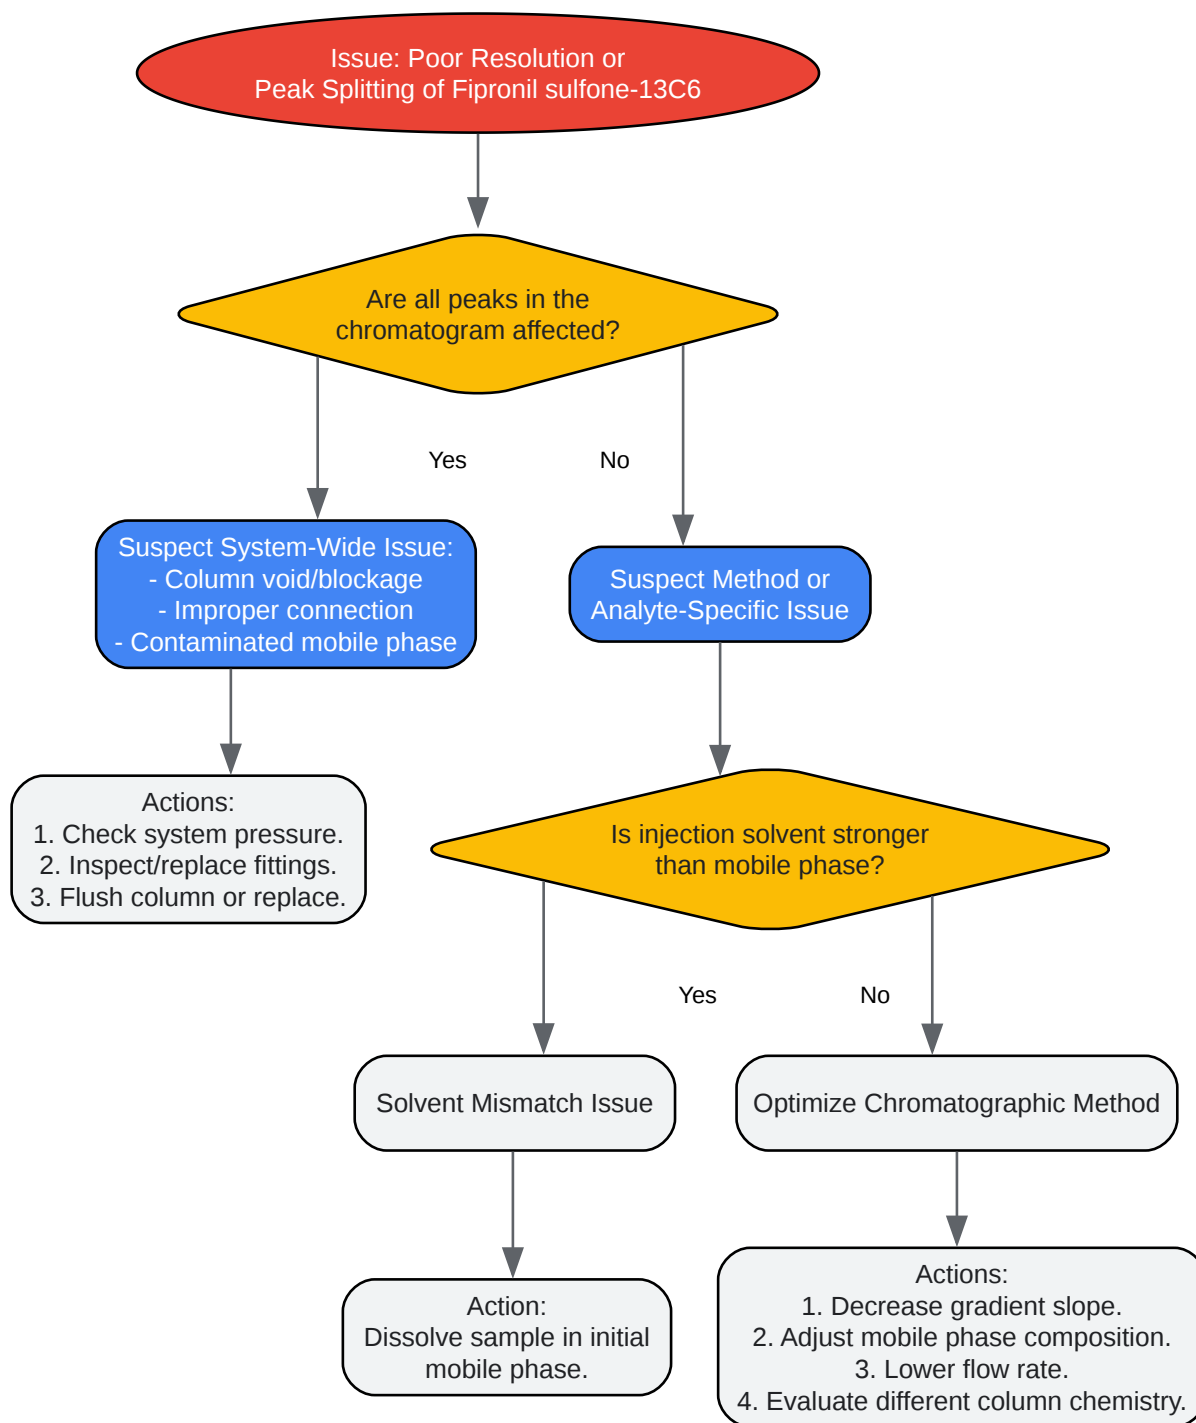 Issue: Poor Resolution or
Peak Splitting of Fipronil sulfone-13C6
Are all peaks in the
chromatogram affected?
Yes
No
Suspect System-Wide Issue:
- Column void/blockage
- Improper connection
- Contaminated mobile phase
Suspect Method or
Analyte-Specific Issue
Actions:
1. Check system pressure.
2. Inspect/replace fittings.
3. Flush column or replace.
Is injection solvent stronger
than mobile phase?
Yes
No
Solvent Mismatch Issue
Optimize Chromatographic Method
Action:
Dissolve sample in initial
mobile phase.
Actions:
1. Decrease gradient slope.
2. Adjust mobile phase composition.
3. Lower flow rate.
4. Evaluate different column chemistry.